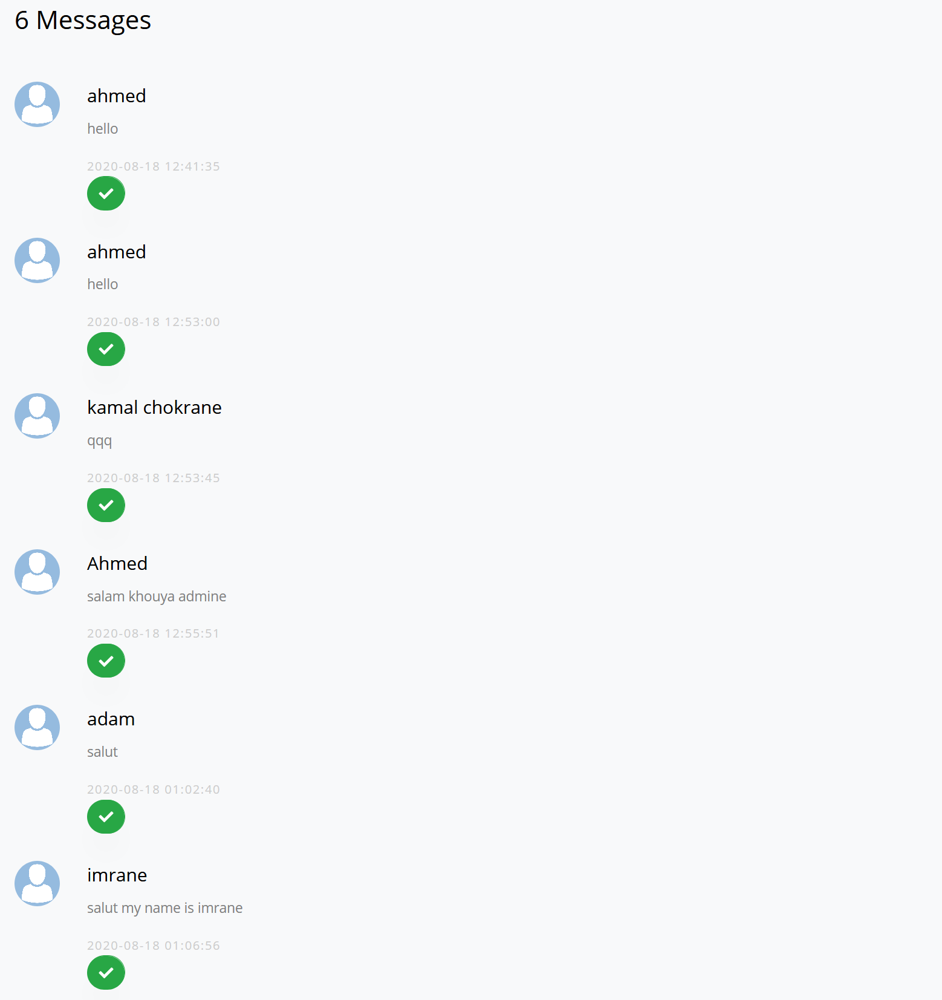 6 Messages
ahmed
hello
2020-08-18 12:41:35
ahmed
hello
2020-08-18 12:53:00
kamal chokrane
qqq
2020-08-18 12:53:45
Ahmed
salam khouya admine
2020-08-18 12:55:51
adam
salut
2020-08-18 01:02:40
imrane
salut my name is imrane
2020-08-18 01:06:56